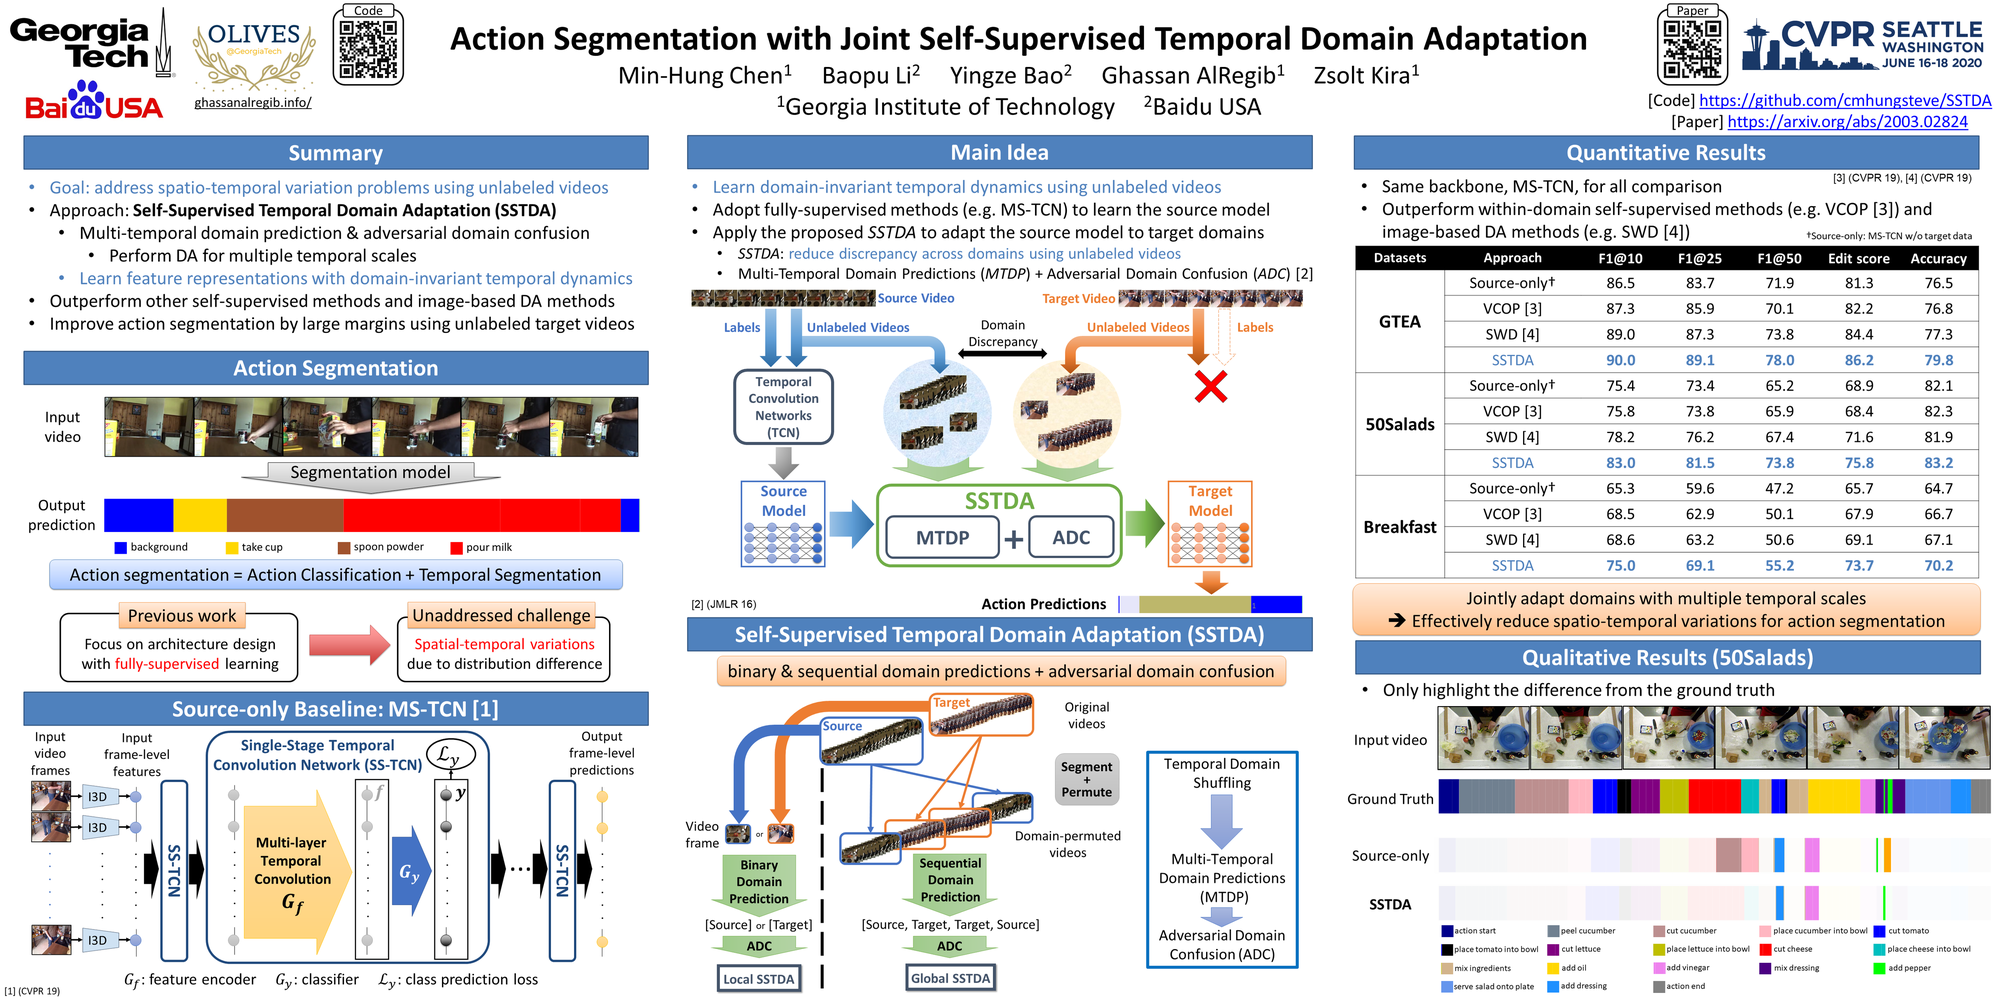 Georgia Tech
OLIVES
@GeorgiaTech
Code
Baidu USA
ghassanalregib.info/
Action Segmentation with Joint Self-Supervised Temporal Domain Adaptation
Min-Hung Chen1 Baopu Li2 Yingze Bao2 Ghassan AlRegib1 Zsolt Kira1
1Georgia Institute of Technology 2Baidu USA
Paper
CVPR SEATTLE
WASHINGTON
JUNE 16-18 2020
[Code] https://github.com/cmhungsteve/SSTDA
[Paper] https://arxiv.org/abs/2003.02824
Summary
• Goal: address spatio-temporal variation problems using unlabeled videos
• Approach: Self-Supervised Temporal Domain Adaptation (SSTDA)
• Multi-temporal domain prediction & adversarial domain confusion
• Perform DA for multiple temporal scales
• Learn feature representations with domain-invariant temporal dynamics
• Outperform other self-supervised methods and image-based DA methods
• Improve action segmentation by large margins using unlabeled target videos
Action Segmentation
Input video
Segmentation model
Output prediction
background take cup spoon powder pour milk
Action segmentation = Action Classification + Temporal Segmentation
Previous work
Focus on architecture design
with fully-supervised learning
Unaddressed challenge
Spatial-temporal variations
due to distribution difference
Source-only Baseline: MS-TCN [1]
Input video frames
Input frame-level features
Single-Stage Temporal
Convolution Network (SS-TCN)
ℒy
Output frame-level predictions
I3D
I3D
I3D
SS-TCN
Multi-layer Temporal Convolution Gf
f
Gy
y
...
SS-TCN
Gf: feature encoder Gy: classifier ℒy: class prediction loss
[1] (CVPR 19)
Main Idea
• Learn domain-invariant temporal dynamics using unlabeled videos
• Adopt fully-supervised methods (e.g. MS-TCN) to learn the source model
• Apply the proposed SSTDA to adapt the source model to target domains
• SSTDA: reduce discrepancy across domains using unlabeled videos
• Multi-Temporal Domain Predictions (MTDP) + Adversarial Domain Confusion (ADC) [2]
Source Video Target Video
Labels Unlabeled Videos Domain Discrepancy Unlabeled Videos Labels
Temporal
Convolution
Networks
(TCN)
Source Model
SSTDA
MTDP + ADC
Target Model
[2] (JMLR 16)
Action Predictions
Self-Supervised Temporal Domain Adaptation (SSTDA)
binary & sequential domain predictions + adversarial domain confusion
Source
Target
Original videos
Segment
+
Permute
Video frame
or
Domain-permuted videos
Binary Domain Prediction
Sequential Domain Prediction
[Source] or [Target]
[Source, Target, Target, Source]
ADC
ADC
Local SSTDA
Global SSTDA
Temporal Domain
Shuffling
Multi-Temporal
Domain Predictions
(MTDP)
Adversarial Domain
Confusion (ADC)
Quantitative Results
• Same backbone, MS-TCN, for all comparison
[3] (CVPR 19), [4] (CVPR 19)
• Outperform within-domain self-supervised methods (e.g. VCOP [3]) and
image-based DA methods (e.g. SWD [4])
†Source-only: MS-TCN w/o target data
Datasets Approach F1@10 F1@25 F1@50 Edit score Accuracy
GTEA
Source-only† 86.5 83.7 71.9 81.3 76.5
VCOP [3] 87.3 85.9 70.1 82.2 76.8
SWD [4] 89.0 87.3 73.8 84.4 77.3
SSTDA 90.0 89.1 78.0 86.2 79.8
50Salads
Source-only† 75.4 73.4 65.2 68.9 82.1
VCOP [3] 75.8 73.8 65.9 68.4 82.3
SWD [4] 78.2 76.2 67.4 71.6 81.9
SSTDA 83.0 81.5 73.8 75.8 83.2
Breakfast
Source-only† 65.3 59.6 47.2 65.7 64.7
VCOP [3] 68.5 62.9 50.1 67.9 66.7
SWD [4] 68.6 63.2 50.6 69.1 67.1
SSTDA 75.0 69.1 55.2 73.7 70.2
Jointly adapt domains with multiple temporal scales
➔ Effectively reduce spatio-temporal variations for action segmentation
Qualitative Results (50Salads)
• Only highlight the difference from the ground truth
Input video
Ground Truth
Source-only
SSTDA
action start peel cucumber cut cucumber place cucumber into bowl cut tomato
place tomato into bowl cut lettuce place lettuce into bowl cut cheese place cheese into bowl
mix ingredients add oil add vinegar mix dressing add pepper
serve salad onto plate add dressing action end